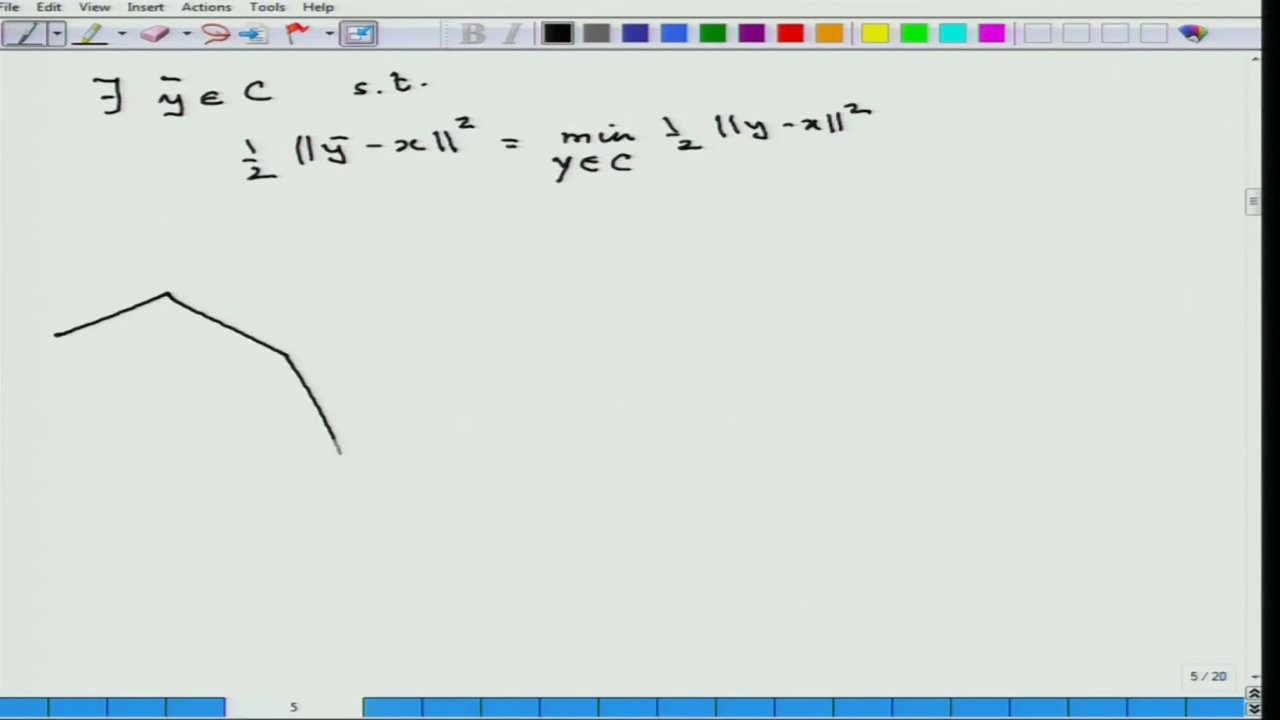 File Edit View Insert Actions Tools Help
B I
∃ ȳ ∈ C s.t.
½ ||ȳ - x||² = min ½ ||y - x||²
y ∈ C
5 / 20
5